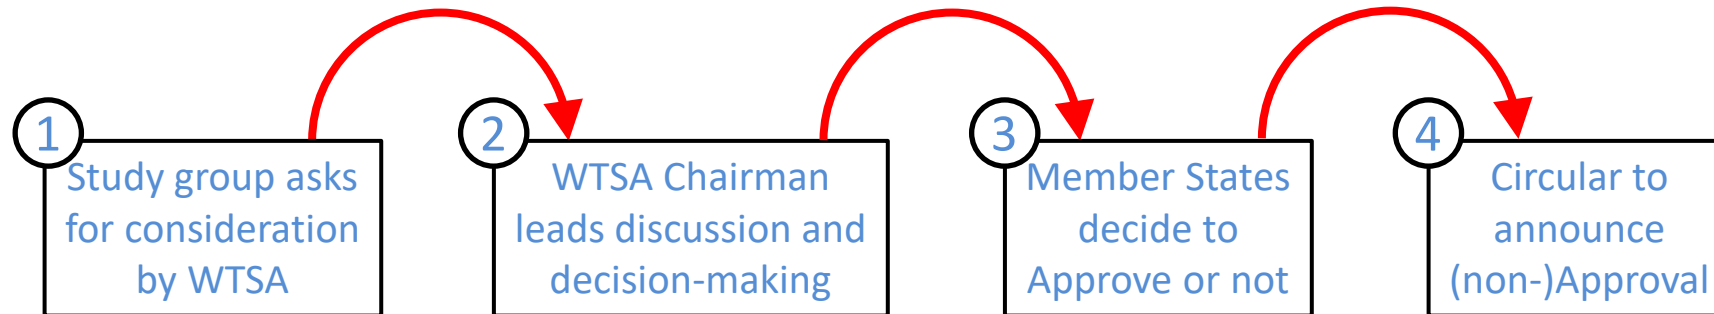 1
Study group asks
for consideration
by WTSA
2
WTSA Chairman
leads discussion and
decision-making
3
Member States
decide to
Approve or not
4
Circular to
announce
(non-)Approval